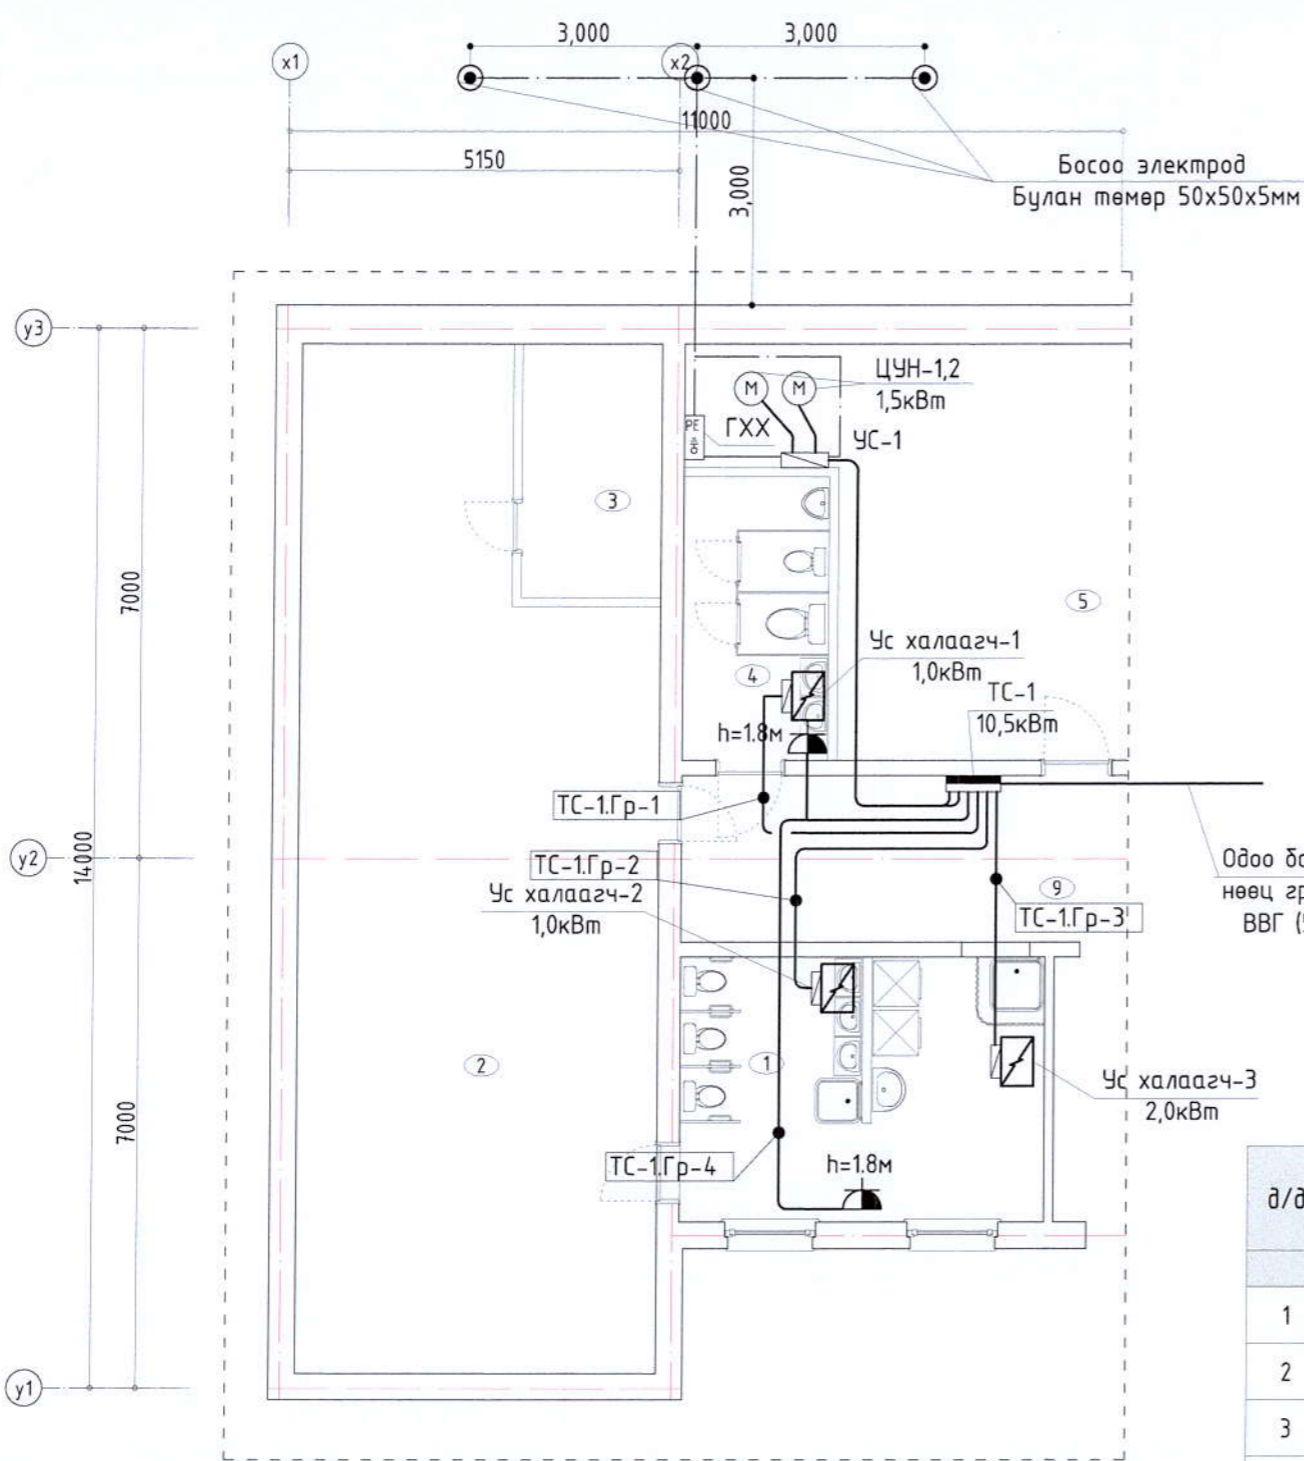 3,000
3,000
x1
x2
11000
5150
3,000
Босоо электрод
Булан төмөр 50x50x5мм
y3
ЦУН-1,2
1,5кВт
M
M
PE
ГХХ
УС-1
3
7000
5
Ус халаагч-1
1,0кВт
4
ТС-1
10,5кВт
h=1.8м
ТС-1.Гр-1
14000
y2
ТС-1.Гр-2
Ус халаагч-2
1,0кВт
9
ТС-1.Гр-3
Одоо
нөөц
ВВГ
2
1
Ус халаагч-3
2,0кВт
7000
ТС-1.Гр-4
h=1.8м
д/д
1
2
3
y1